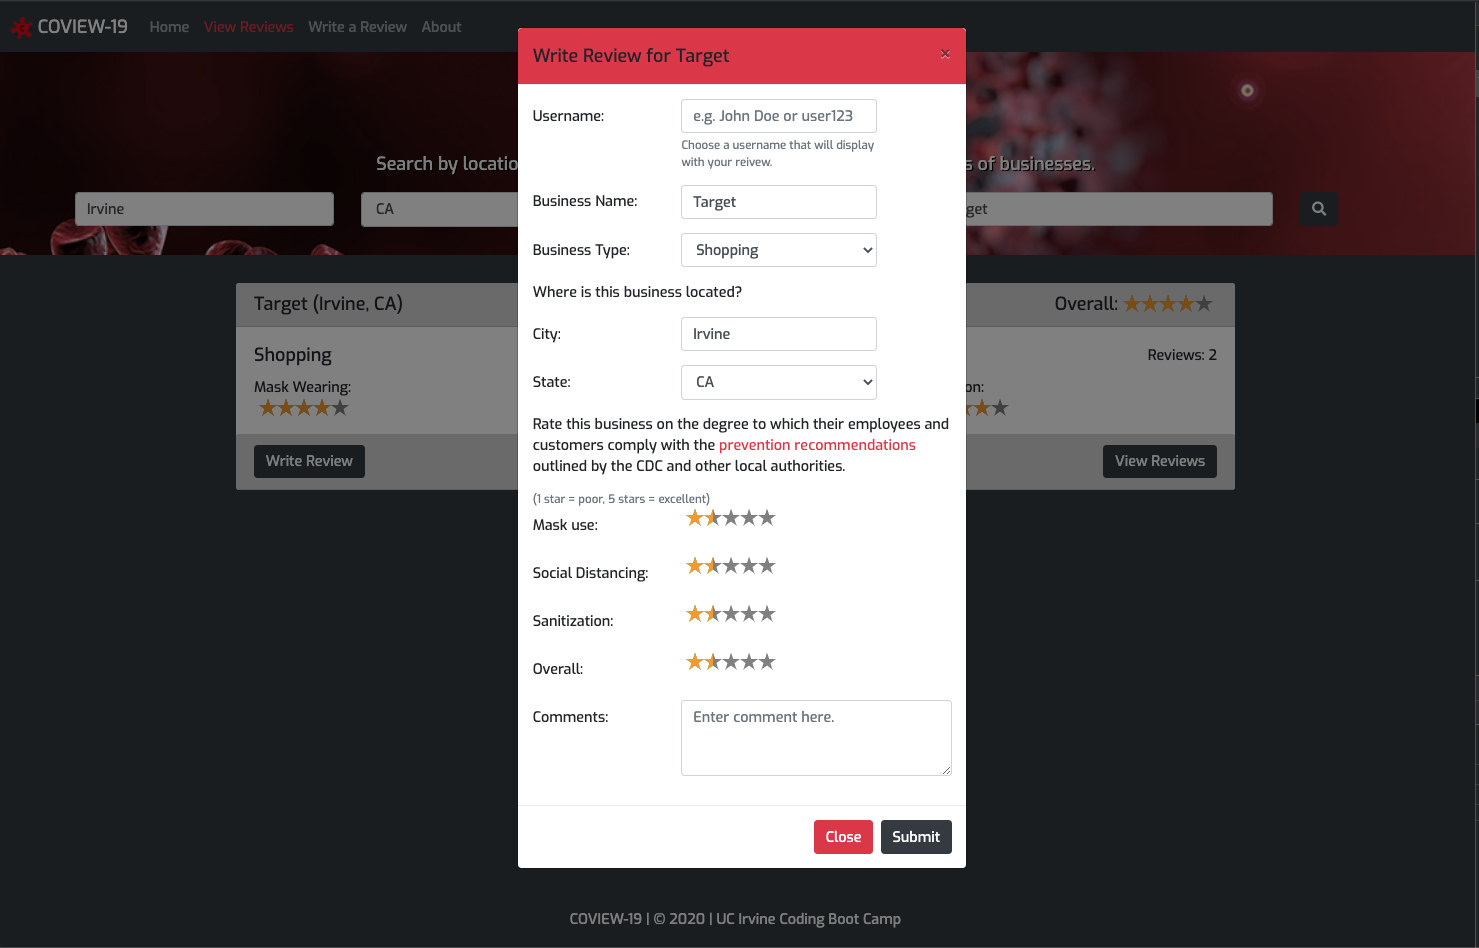 COVIEW-19 Home View Reviews Write a Review About
Write Review for Target ×
Username: e.g. John Doe or user123
Choose a username that will display
with your reivew.
Search by locatio
s of businesses.
Irvine CA
get
Business Name: Target
Business Type: Shopping
Where is this business located?
City: Irvine
State: CA
Target (Irvine, CA)
Overall:
Shopping
Reviews: 2
Mask Wearing:
on:
Write Review
View Reviews
Rate this business on the degree to which their employees and
customers comply with the prevention recommendations
outlined by the CDC and other local authorities.
(1 star = poor, 5 stars = excellent)
Mask use:
Social Distancing:
Sanitization:
Overall:
Comments: Enter comment here.
Close Submit
COVIEW-19 | © 2020 | UC Irvine Coding Boot Camp